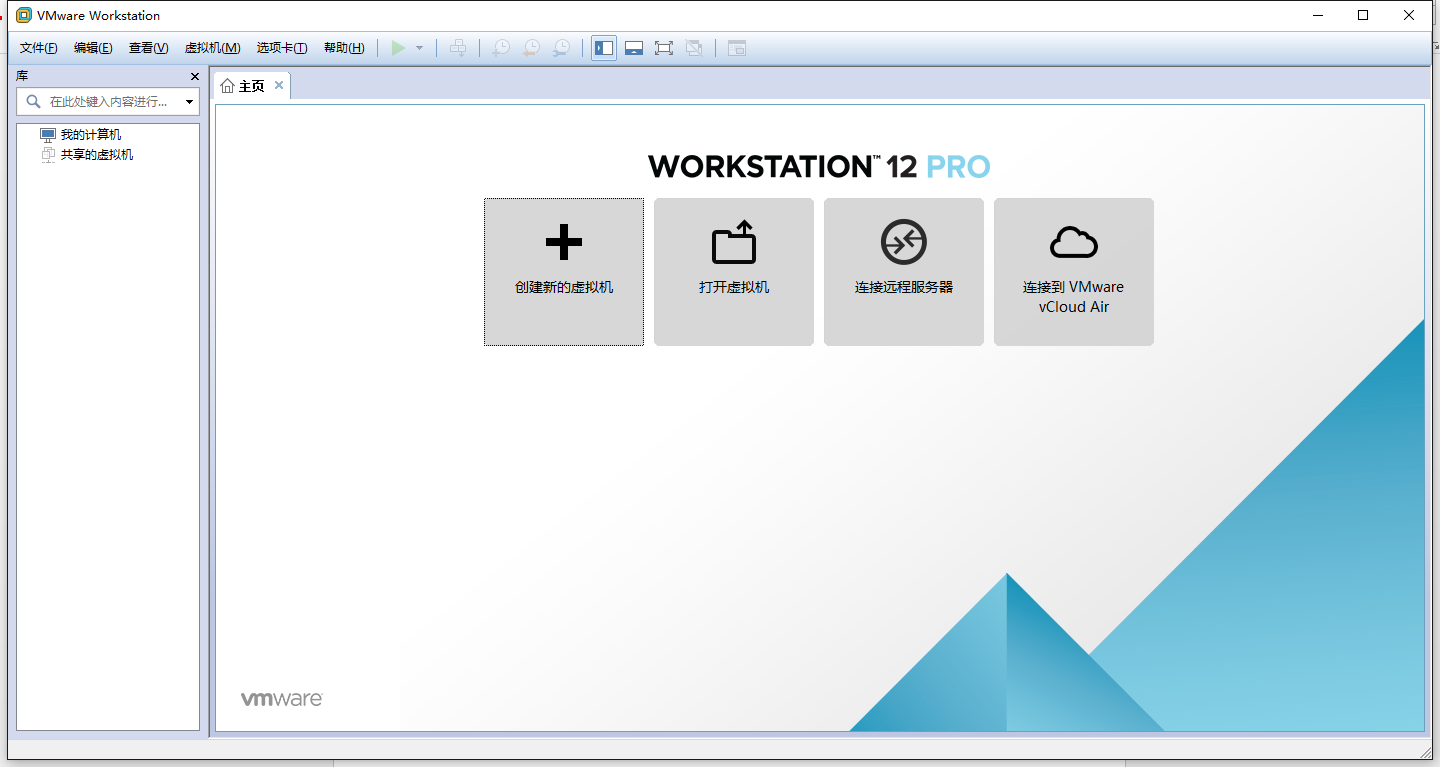 VMware Workstation
文件(F) 编辑(E) 查看(V) 虚拟机(M) 选项卡(T) 帮助(H)
库
在此处键入内容进行...
我的计算机
共享的虚拟机
主页
WORKSTATION™ 12 PRO
创建新的虚拟机
打开虚拟机
连接远程服务器
连接到 VMware
vCloud Air
vmware